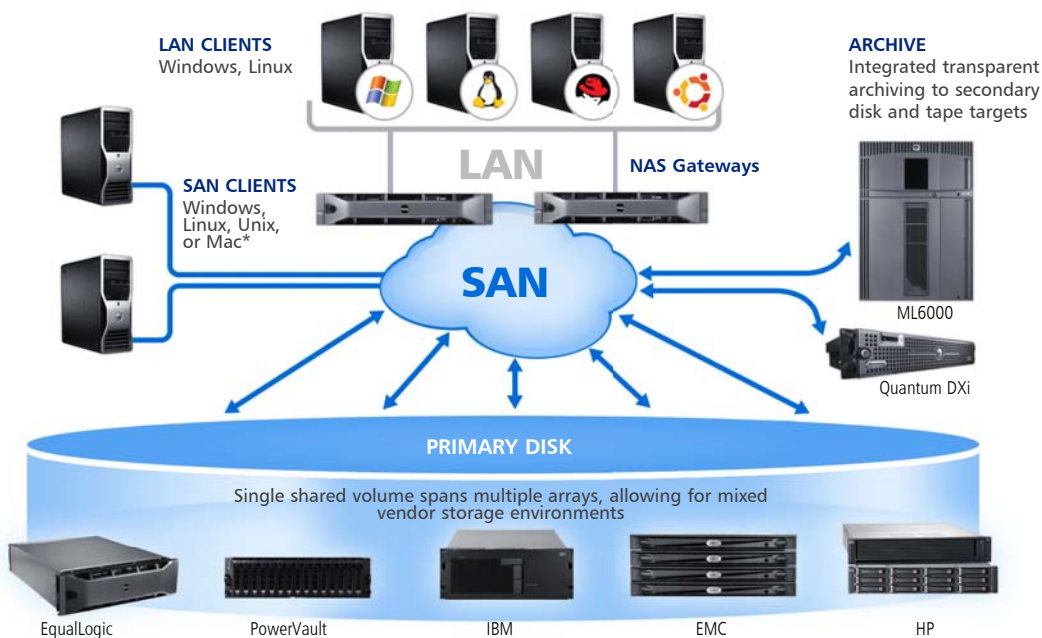 LAN CLIENTS
Windows, Linux
ARCHIVE
Integrated transparent
archiving to secondary
disk and tape targets
LAN
NAS Gateways
SAN CLIENTS
Windows,
Linux, Unix,
or Mac*
SAN
ML6000
Quantum DXi
PRIMARY DISK
Single shared volume spans multiple arrays, allowing for mixed
vendor storage environments
EqualLogic
PowerVault
IBM
EMC
HP